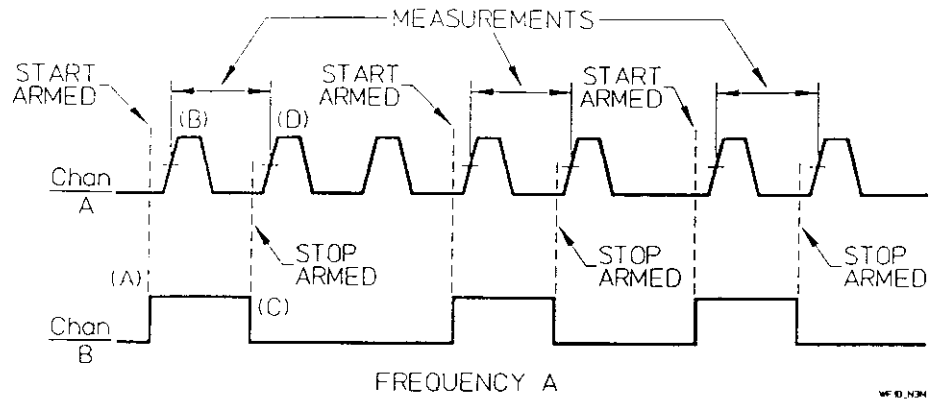 MEASUREMENTS
START
ARMED
START
ARMED
START
ARMED
(B)
(D)
Chan
A
STOP
ARMED
STOP
ARMED
STOP
ARMED
(A)
(C)
Chan
B
FREQUENCY A